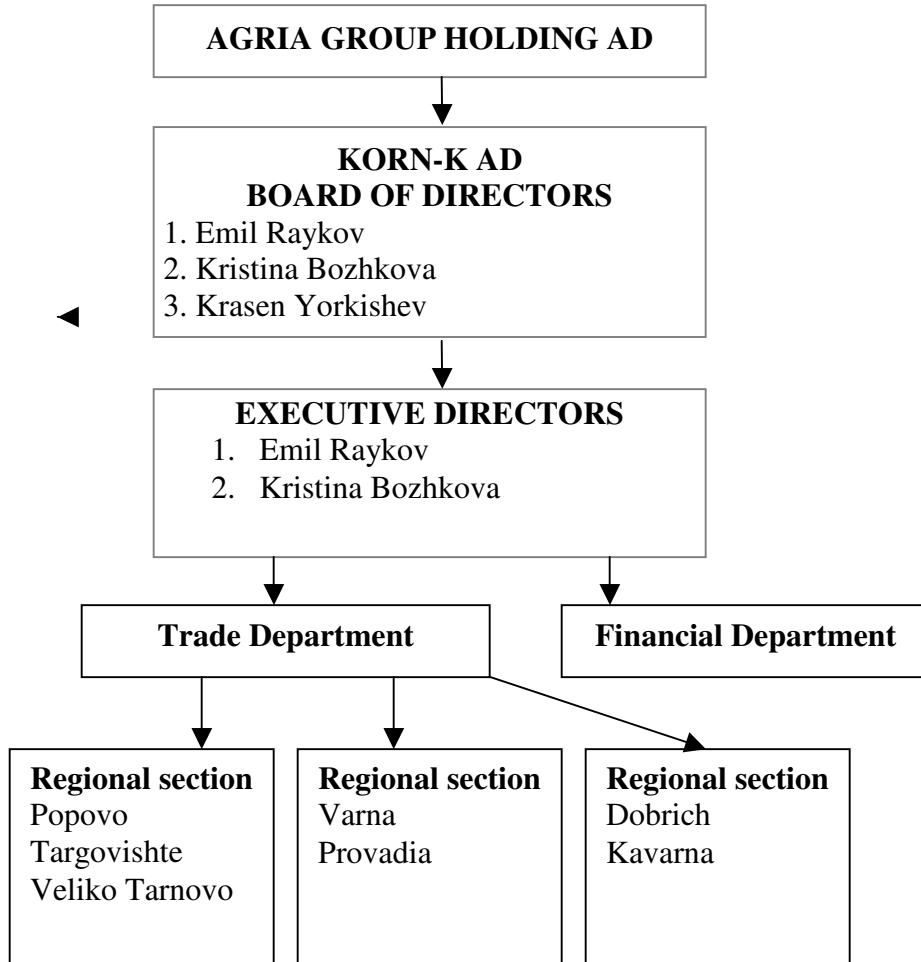 AGRIA GROUP HOLDING AD
KORN-K AD
BOARD OF DIRECTORS
1. Emil Raykov
2. Kristina Bozhkova
3. Krasen Yorkishev
EXECUTIVE DIRECTORS
1. Emil Raykov
2. Kristina Bozhkova
Trade Department
Financial Department
Regional section
Popovo
Targovishte
Veliko Tarnovo
Regional section
Varna
Provadia
Regional section
Dobrich
Kavarna